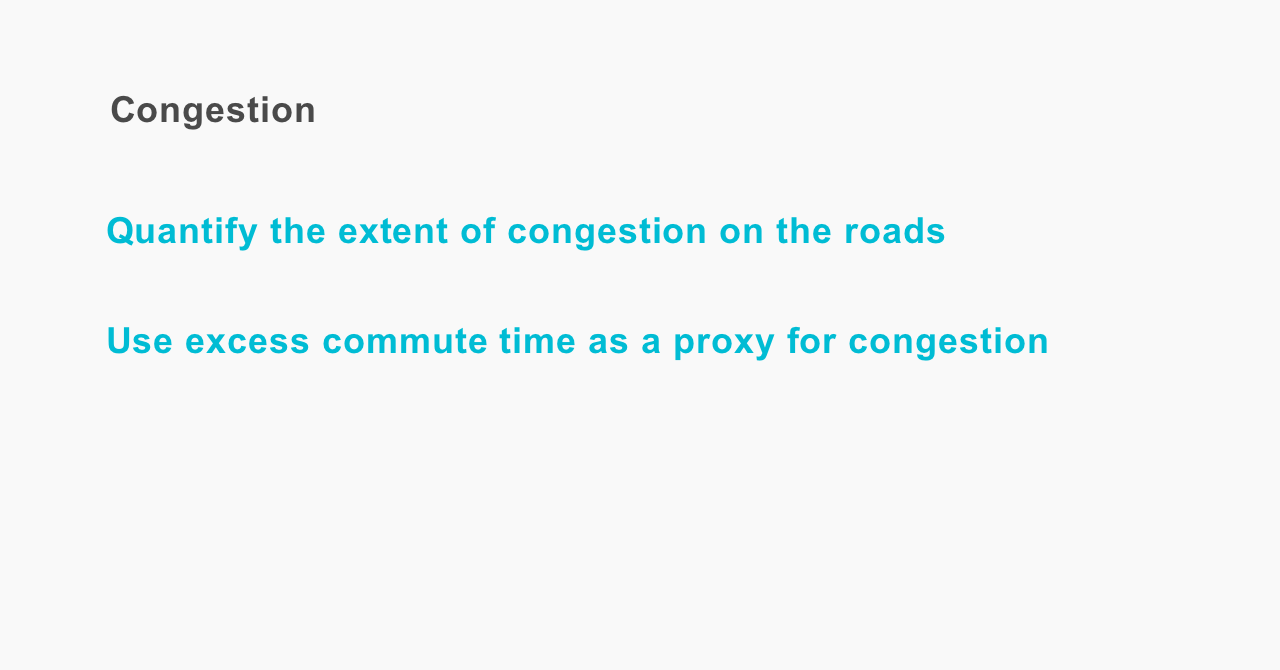 Congestion
Quantify the extent of congestion on the roads
Use excess commute time as a proxy for congestion